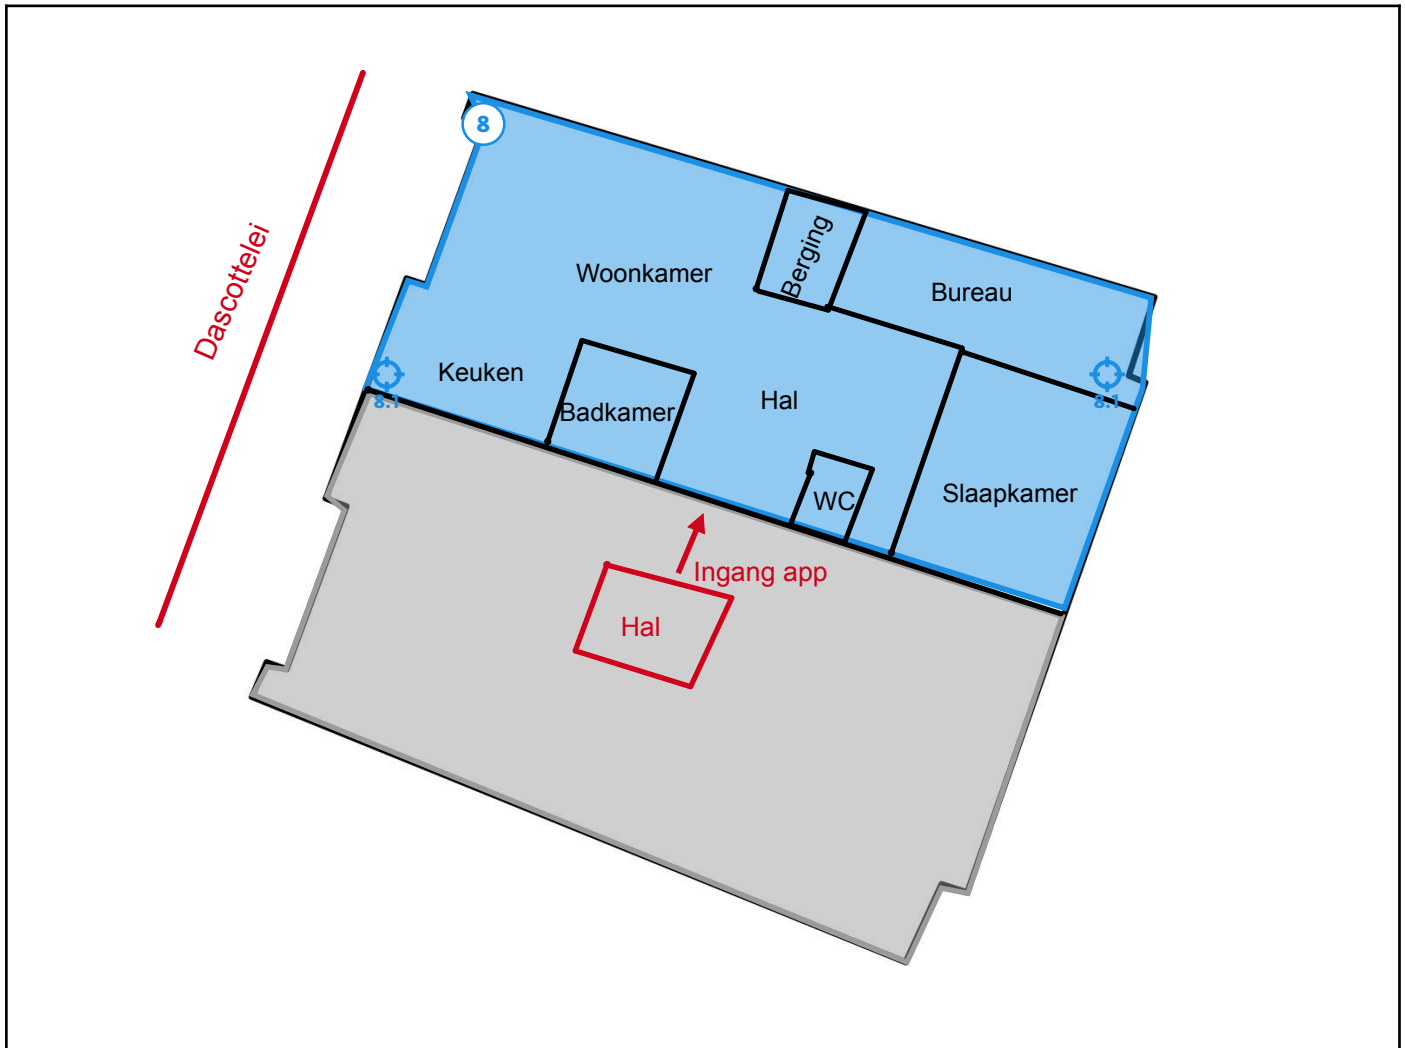 8
Berging
Woonkamer
Bureau
Dascottelei
Keuken
8.1
8.1
Hal
Badkamer
Slaapkamer
WC
Ingang app
Hal